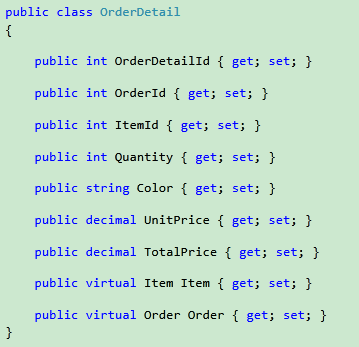 public class OrderDetail
{
public int OrderDetailId { get; set; }
public int OrderId { get; set; }
public int ItemId { get; set; }
public int Quantity { get; set; }
public string Color { get; set; }
public decimal UnitPrice { get; set; }
public decimal TotalPrice { get; set; }
public virtual Item Item { get; set; }
public virtual Order Order { get; set; }
}